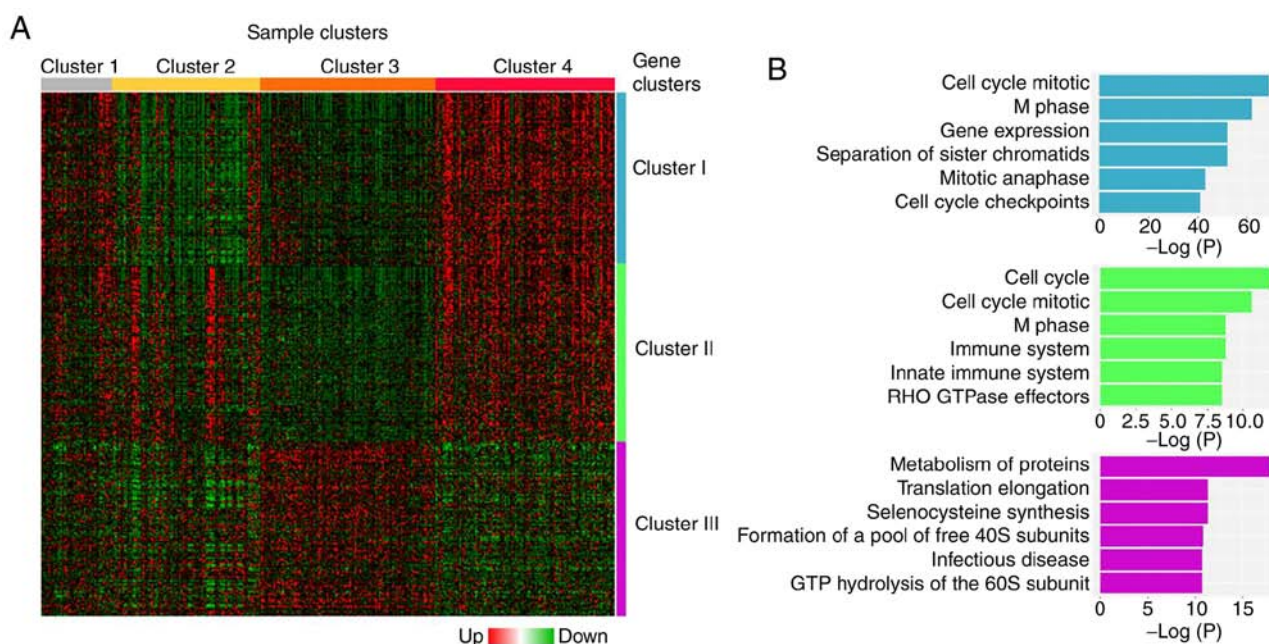 A
Sample clusters
Cluster 1 Cluster 2 Cluster 3 Cluster 4
Gene clusters
Cluster I
Cluster II
Cluster III
Up Down
B
Cell cycle mitotic
M phase
Gene expression
Separation of sister chromatids
Mitotic anaphase
Cell cycle checkpoints
0 20 40 60
−Log (P)
Cell cycle
Cell cycle mitotic
M phase
Immune system
Innate immune system
RHO GTPase effectors
0 2.5 5.0 7.5 10.0
−Log (P)
Metabolism of proteins
Translation elongation
Selenocysteine synthesis
Formation of a pool of free 40S subunits
Infectious disease
GTP hydrolysis of the 60S subunit
0 5 10 15
−Log (P)